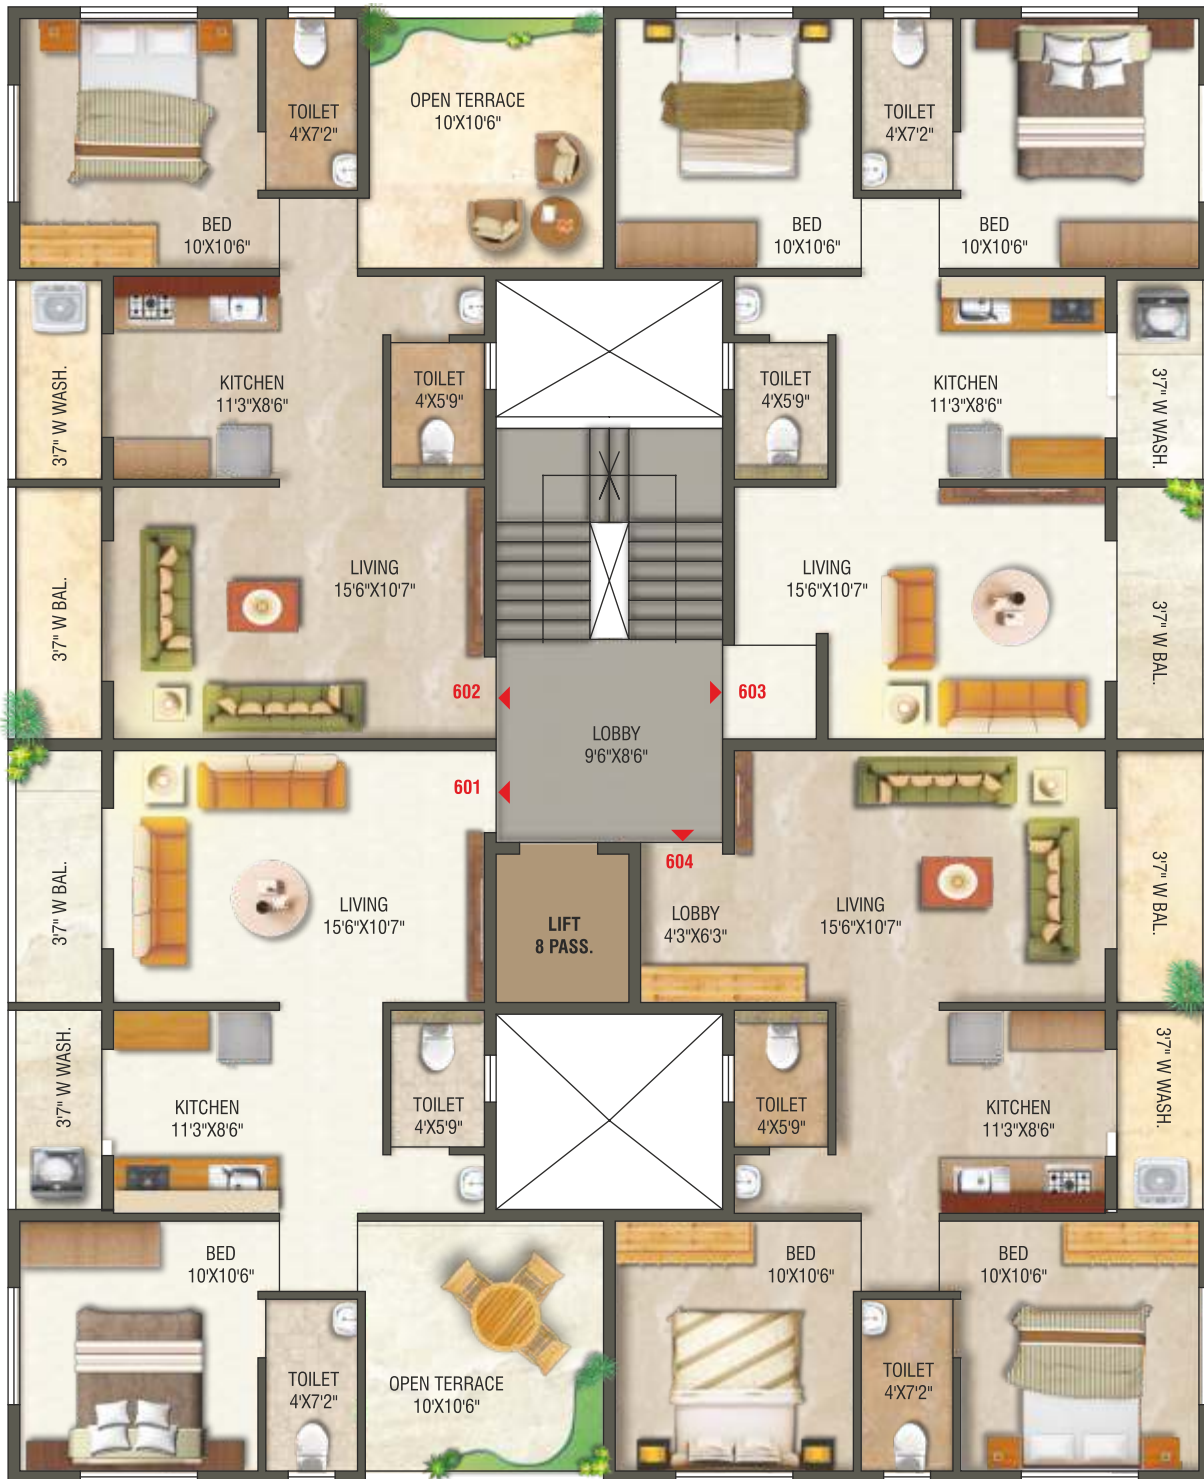 TOILET
4'X7'2"
OPEN TERRACE
10'X10'6"
TOILET
4'X7'2"
BED
10'X10'6"
BED
10'X10'6"
BED
10'X10'6"
3'7" W WASH.
KITCHEN
11'3"X8'6"
TOILET
4'X5'9"
TOILET
4'X5'9"
KITCHEN
11'3"X8'6"
3'7" W WASH.
3'7" W BAL.
LIVING
15'6"X10'7"
LIVING
15'6"X10'7"
3'7" W BAL.
602
603
LOBBY
9'6"X8'6"
601
604
3'7" W BAL.
LIVING
15'6"X10'7"
LIFT
8 PASS.
LOBBY
4'3"X6'3"
LIVING
15'6"X10'7"
3'7" W BAL.
3'7" W WASH.
KITCHEN
11'3"X8'6"
TOILET
4'X5'9"
TOILET
4'X5'9"
KITCHEN
11'3"X8'6"
3'7" W WASH.
BED
10'X10'6"
BED
10'X10'6"
BED
10'X10'6"
TOILET
4'X7'2"
OPEN TERRACE
10'X10'6"
TOILET
4'X7'2"